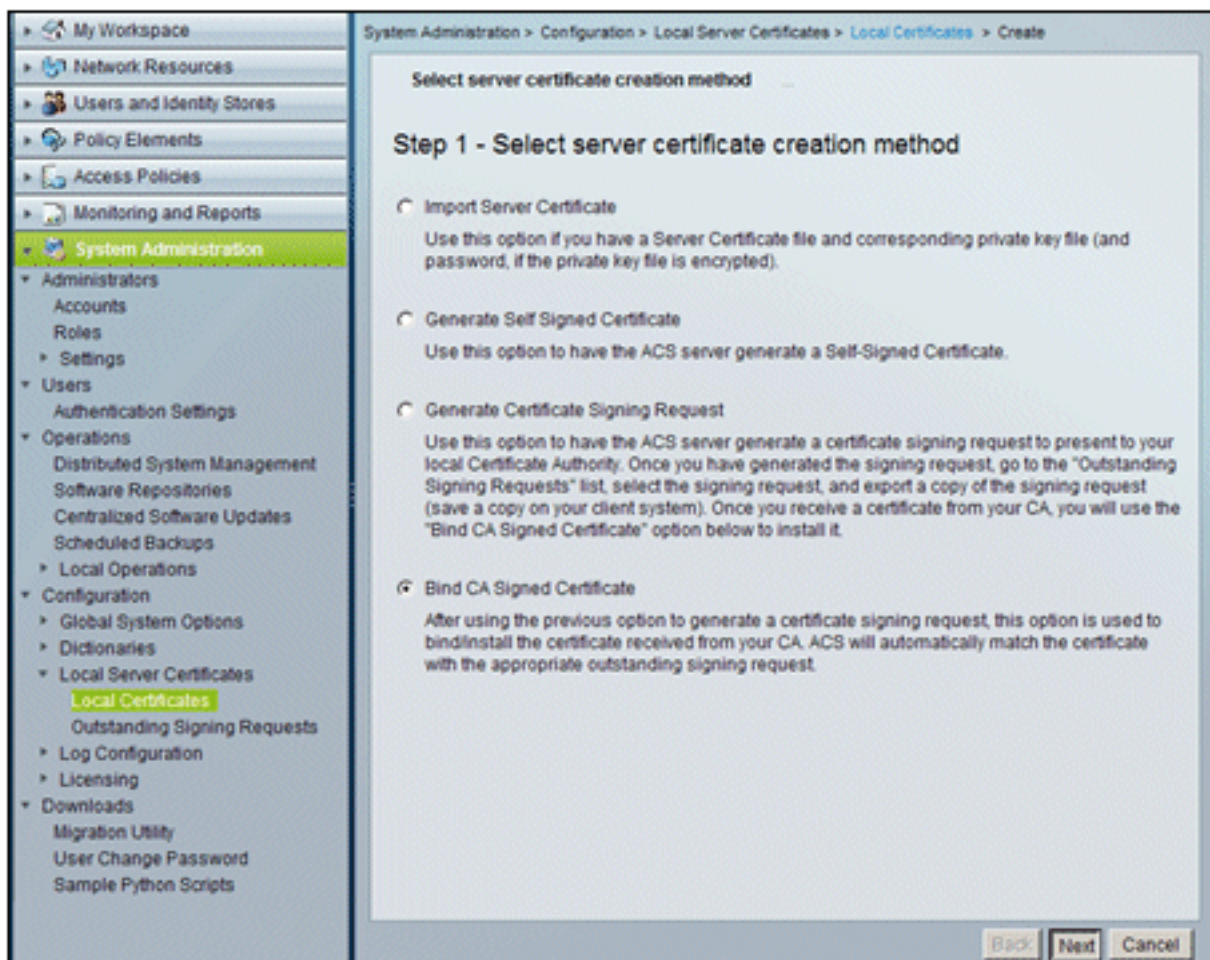 My Workspace
Network Resources
Users and Identity Stores
Policy Elements
Access Policies
Monitoring and Reports
System Administration
Administrators
Accounts
Roles
Settings
Users
Authentication Settings
Operations
Distributed System Management
Software Repositories
Centralized Software Updates
Scheduled Backups
Local Operations
Configuration
Global System Options
Dictionaries
Local Server Certificates
Local Certificates
Outstanding Signing Requests
Log Configuration
Licensing
Downloads
Migration Utility
User Change Password
Sample Python Scripts
System Administration > Configuration > Local Server Certificates > Local Certificates > Create
Select server certificate creation method
Step 1 - Select server certificate creation method
Import Server Certificate
Use this option if you have a Server Certificate file and corresponding private key file (and
password, if the private key file is encrypted).
Generate Self Signed Certificate
Use this option to have the ACS server generate a Self-Signed Certificate.
Generate Certificate Signing Request
Use this option to have the ACS server generate a certificate signing request to present to your
local Certificate Authority. Once you have generated the signing request, go to the "Outstanding
Signing Requests" list, select the signing request, and export a copy of the signing request
(save a copy on your client system). Once you receive a certificate from your CA, you will use the
"Bind CA Signed Certificate" option below to install it.
Bind CA Signed Certificate
After using the previous option to generate a certificate signing request, this option is used to
bind/install the certificate received from your CA. ACS will automatically match the certificate
with the appropriate outstanding signing request.
Back Next Cancel